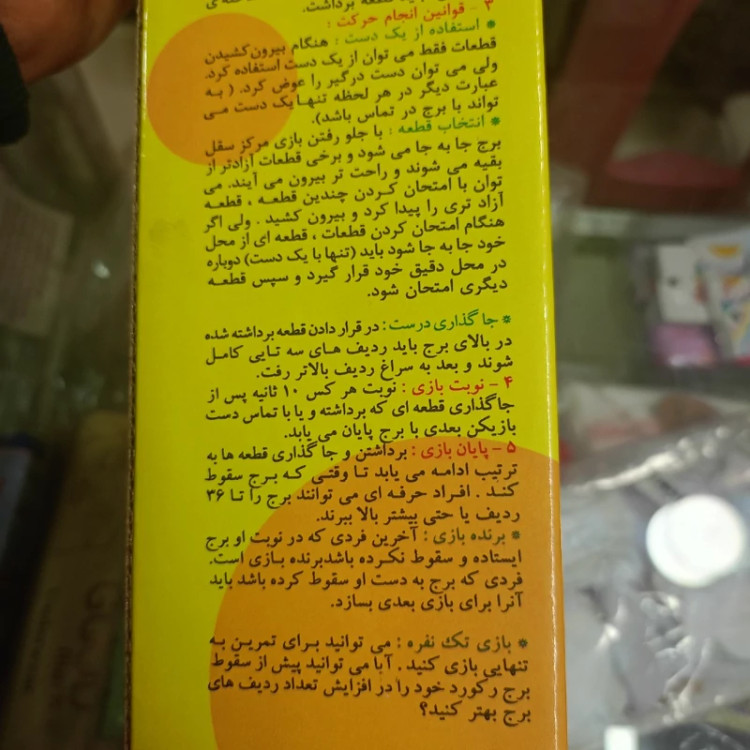 قطعه برداشت.
۳ - قوانین انجام حرکت :
* استفاده از یک دست : هنگام بیرون‌کشیدن
قطعات فقط می توان از یک دست استفاده کرد.
ولی می توان دست درگیر را عوض کرد. ( به
عبارت دیگر در هر لحظه تنها یک دست می
تواند با برج در تماس باشد).
* انتخاب قطعه : با جلو رفتن بازی مرکز سقل
برج جا به جا می شود و برخی قطعات آزادتر از
بقیه می شوند و راحت تر بیرون می آیند. می
توان با امتحان کردن چندین قطعه ، قطعه
آزاد تری را پیدا کرد و بیرون کشید . ولی اگر
هنگام امتحان کردن قطعات ، قطعه ای از محل
خود جا به جا شود باید (تنها با یک دست) دوباره
در محل دقیق خود قرار گیرد و سپس قطعه
دیگری امتحان شود.
* جا گذاری درست : در قرار دادن قطعه برداشته شده
در بالای برج باید ردیف های سه تایی کامل
شوند و بعد به سراغ ردیف بالاتر رفت.
۴ - نوبت بازی : نوبت هر کس ۱۰ ثانیه پس از
جاگذاری قطعه ای که برداشته و یا با تماس دست
بازیکن بعدی با برج پایان می یابد.
۵ - پایان بازی : برداشتن و جا گذاری قطعه ها به
ترتیب ادامه می یابد تا وقتی که برج سقوط
کند . افراد حرفه ای می توانند برج را تا ۳۶
ردیف یا حتی بیشتر بالا ببرند.
* برنده بازی : آخرین فردی که در نوبت او برج
ایستاده و سقوط نکرده باشدبرنده بازی است.
فردی که برج به دست او سقوط کرده باشد باید
آنرا برای بازی بعدی بسازد.
* بازی تک نفره : می توانید برای تمرین به
تنهایی بازی کنید . آبا می توانید پیش از سقوط
برج رکورد خود را در افزایش تعداد ردیف های
برج بهتر کنید؟